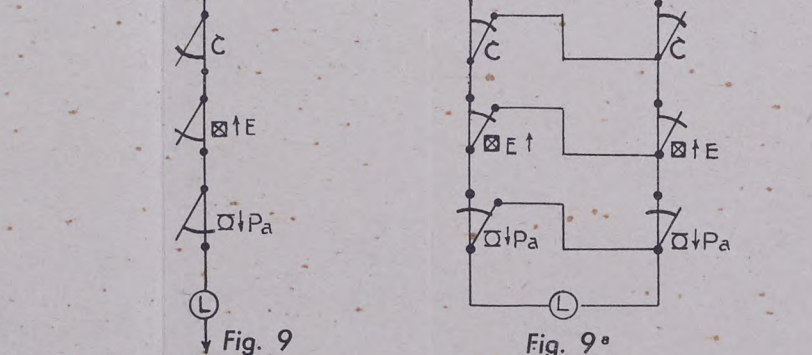 Č
Č
Č
⊠↑E
⊠E↑
⊠↑E
↓Pa
↓Pa
↓Pa
L
L
Fig. 9
Fig. 9ª